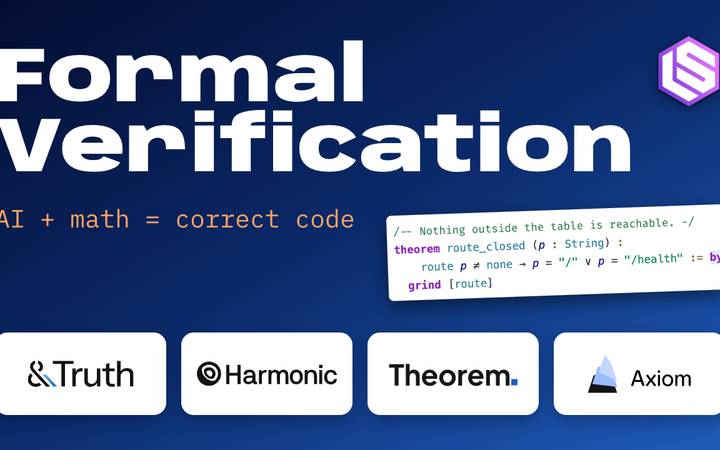 Formal
Verification
AI + math = correct code
/-- Nothing outside the table is reachable. -/
theorem route_closed (p : String) :
route p ≠ none → p = "/" ∨ p = "/health" := by
grind [route]
&Truth
Harmonic
Theorem.
Axiom